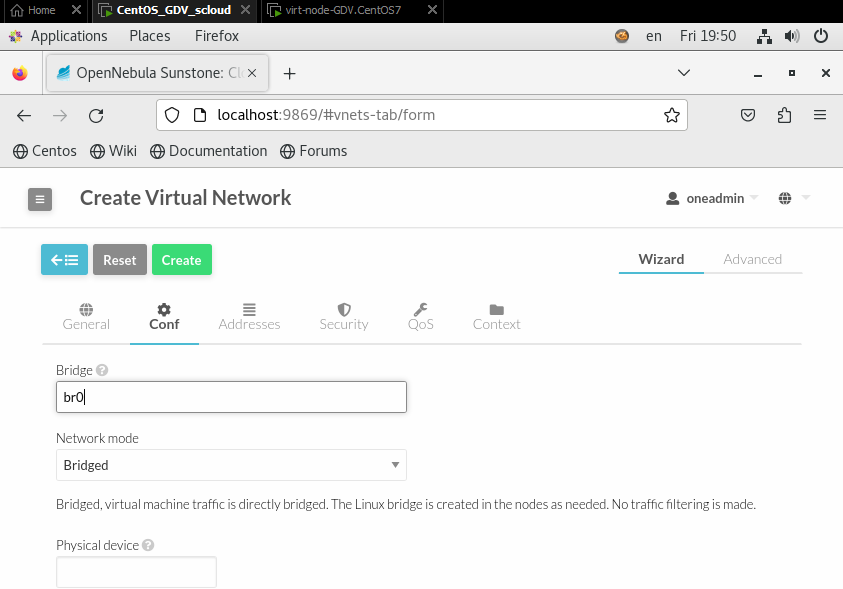 Home CentOS_GDV_scloud virt-node-GDV.CentOS7
Applications Places Firefox en Fri 19:50
OpenNebula Sunstone: Cl
localhost:9869/#vnets-tab/form
Centos Wiki Documentation Forums
Create Virtual Network oneadmin
Reset Create Wizard Advanced
General Conf Addresses Security QoS Context
Bridge
br0
Network mode
Bridged
Bridged, virtual machine traffic is directly bridged. The Linux bridge is created in the nodes as needed. No traffic filtering is made.
Physical device